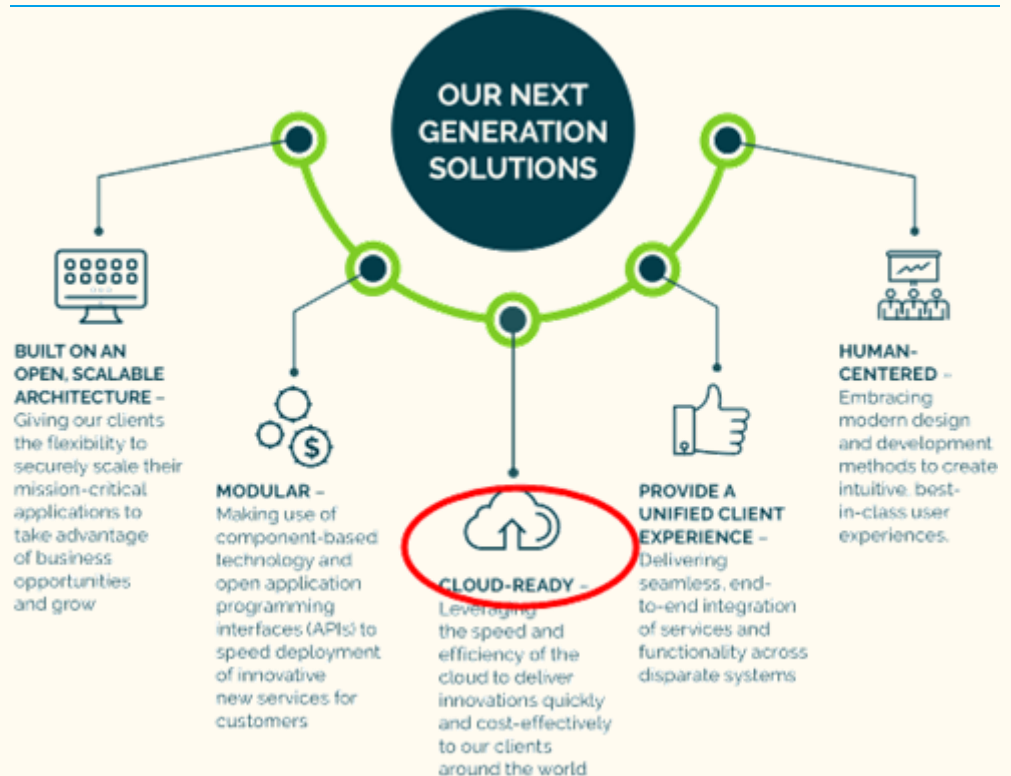 OUR NEXT
GENERATION
SOLUTIONS
BUILT ON AN
OPEN, SCALABLE
ARCHITECTURE –
Giving our clients
the flexibility to
securely scale their
mission-critical
applications to
take advantage
of business
opportunities
and grow
$
MODULAR –
Making use of
component-based
technology and
open application
programming
interfaces (APIs) to
speed deployment
of innovative
new services for
customers
CLOUD-READY –
Leveraging
the speed and
efficiency of the
cloud to deliver
innovations quickly
and cost-effectively
to our clients
around the world
PROVIDE A
UNIFIED CLIENT
EXPERIENCE –
Delivering
seamless, end-
to-end integration
of services and
functionality across
disparate systems
HUMAN-
CENTERED –
Embracing
modern design
and development
methods to create
intuitive, best-
in-class user
experiences.